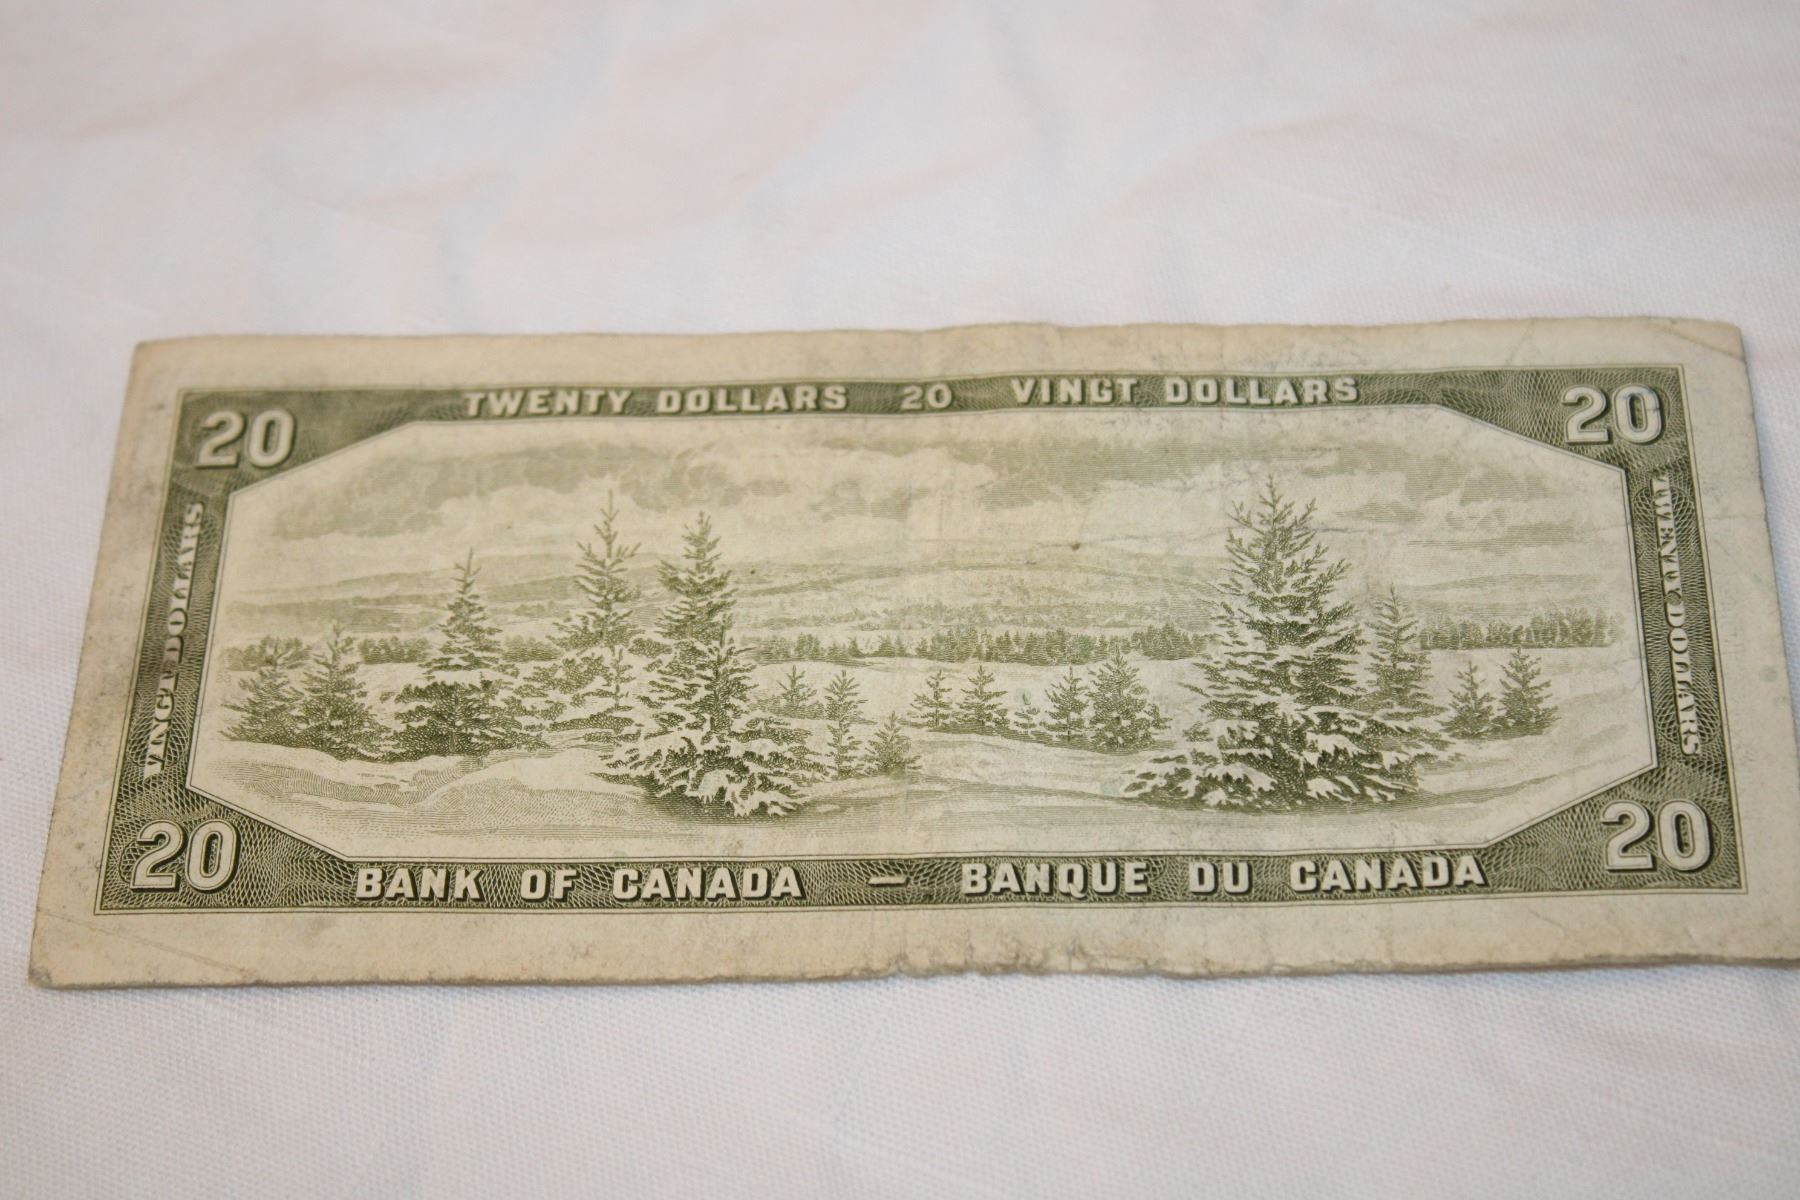 TWENTY DOLLARS 20 VINGT DOLLARS
20
20
VINGT DOLLARS
TWENTY DOLLARS
20
20
BANK OF CANADA — BANQUE DU CANADA